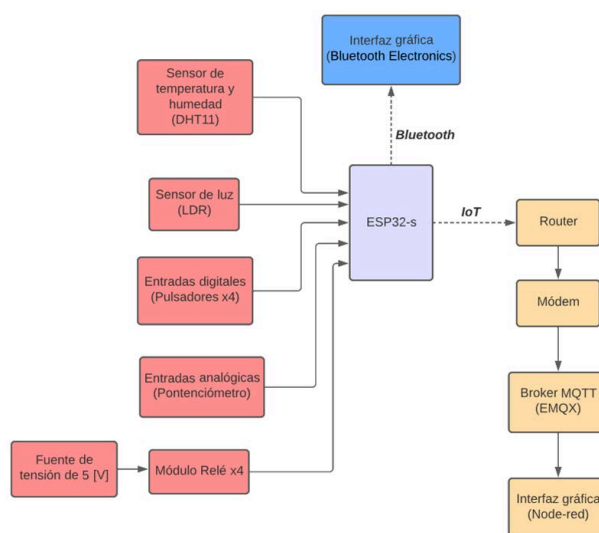 Interfaz gráfica
(Bluetooth Electronics)
Sensor de
temperatura y
humedad
(DHT11)
Bluetooth
Sensor de luz
(LDR)
ESP32-s
IoT
Router
Entradas digitales
(Pulsadores x4)
Módem
Entradas analógicas
(Pontenciómetro)
Broker MQTT
(EMQX)
Fuente de
tensión de 5 [V]
Módulo Relé x4
Interfaz gráfica
(Node-red)